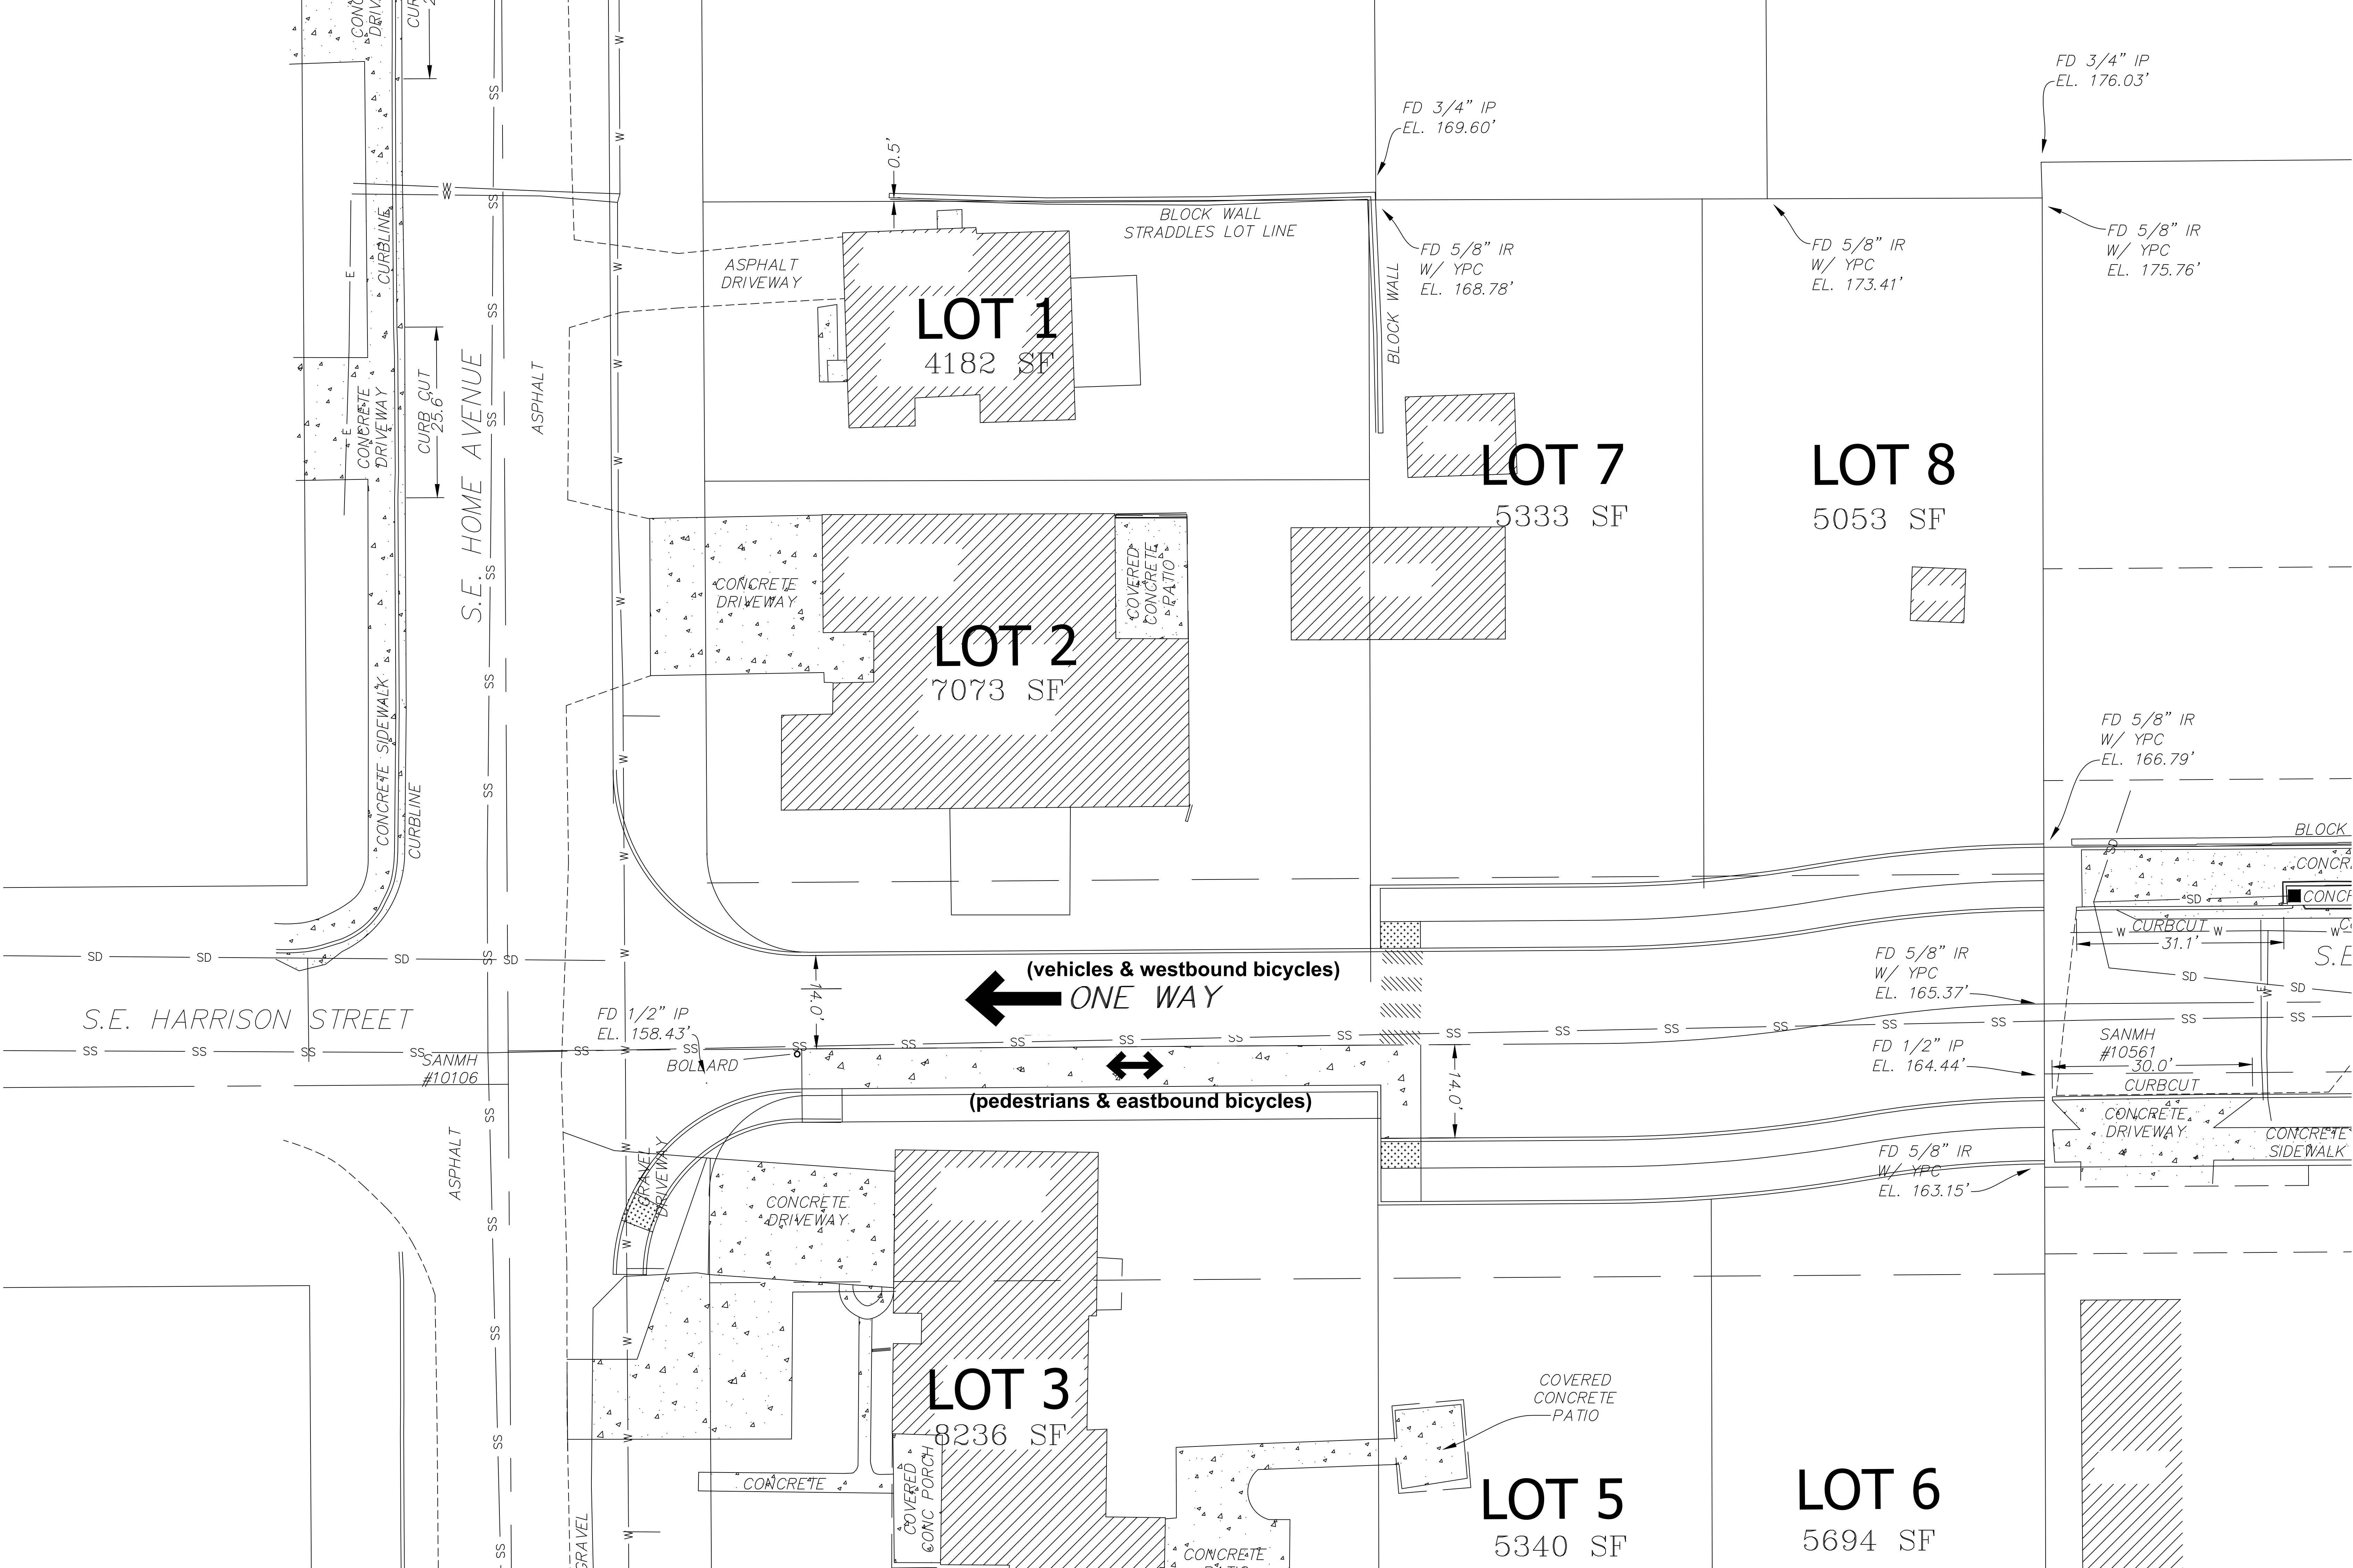 CURB CUT
25.6'
CONCRETE
DRIVEWAY
CURBLINE
CONCRETE SIDEWALK
CURBLINE
S.E. HOME AVENUE
ASPHALT
0.5'
BLOCK WALL
STRADDLES LOT LINE
ASPHALT
DRIVEWAY
LOT 1
4182 SF
BLOCK WALL
FD 3/4" IP
EL. 169.60'
FD 5/8" IR
W/ YPC
EL. 168.78'
FD 3/4" IP
EL. 176.03'
FD 5/8" IR
W/ YPC
EL. 173.41'
FD 5/8" IR
W/ YPC
EL. 175.76'
LOT 7
5333 SF
LOT 8
5053 SF
CONCRETE
DRIVEWAY
COVERED
CONCRETE
PATIO
LOT 2
7073 SF
FD 5/8" IR
W/ YPC
EL. 166.79'
BLOCK
CURBCUT
31.1'
S.E. HARRISON STREET
SANMH
#10106
FD 1/2" IP
EL. 158.43'
BOLLARD
14.0'
(vehicles & westbound bicycles)
ONE WAY
(pedestrians & eastbound bicycles)
14.0'
FD 5/8" IR
W/ YPC
EL. 165.37'
FD 1/2" IP
EL. 164.44'
SANMH
#10561
30.0'
CURBCUT
CONCRETE
DRIVEWAY
CONCRETE
SIDEWALK
FD 5/8" IR
W/ YPC
EL. 163.15'
ASPHALT
GRAVEL
DRIVEWAY
CONCRETE
DRIVEWAY
LOT 3
8236 SF
COVERED
CONC PORCH
CONCRETE
GRAVEL
COVERED
CONCRETE
PATIO
LOT 5
5340 SF
LOT 6
5694 SF
CONCRETE